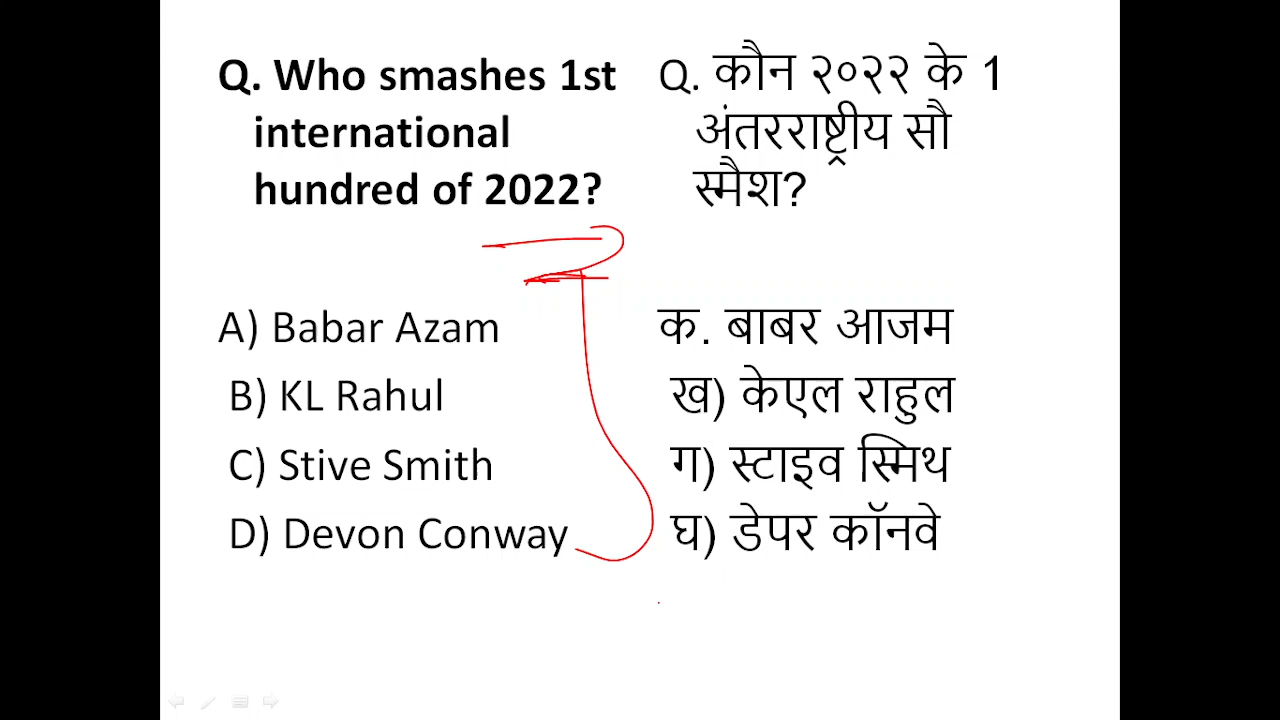 Q. Who smashes 1st
international
hundred of 2022?
A) Babar Azam
B) KL Rahul
C) Stive Smith
D) Devon Conway
Q. कौन २०२२ के 1
अंतरराष्ट्रीय सौ
स्मैश?
क. बाबर आजम
ख) केएल राहुल
ग) स्टाइव स्मिथ
घ) डेपर कॉनवे